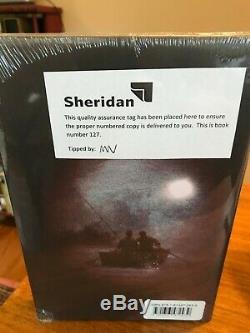 Sheridan
This quality assurance tag has been placed here to ensure
the proper numbered copy is delivered to you. This is book
number 127.
Tipped by: